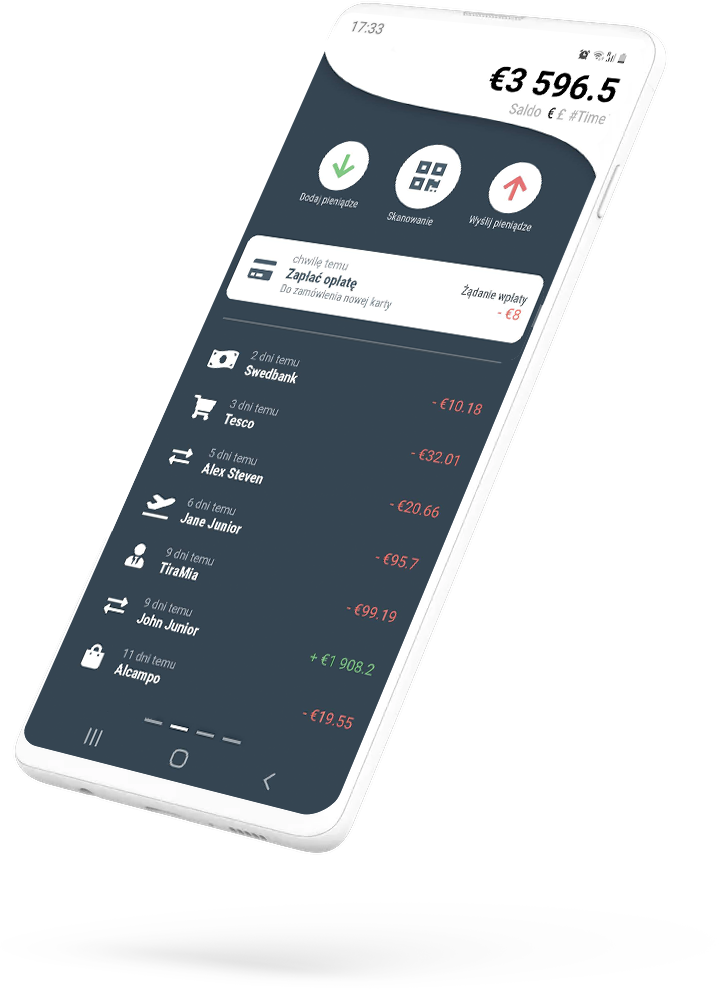 17:33
€3 596.5
Saldo € £ #Time
Dodaj pieniądze
Skanowanie
Wyślij pieniądze
chwilę temu
Zapłać opłatę
Do zamówienia nowej karty
Żądanie wpłaty
- €8
2 dni temu
Swedbank
- €10.18
3 dni temu
Tesco
- €32.01
5 dni temu
Alex Steven
- €20.66
6 dni temu
Jane Junior
- €95.7
9 dni temu
TiraMia
- €99.19
9 dni temu
John Junior
+ €1 908.2
11 dni temu
Alcampo
- €19.55